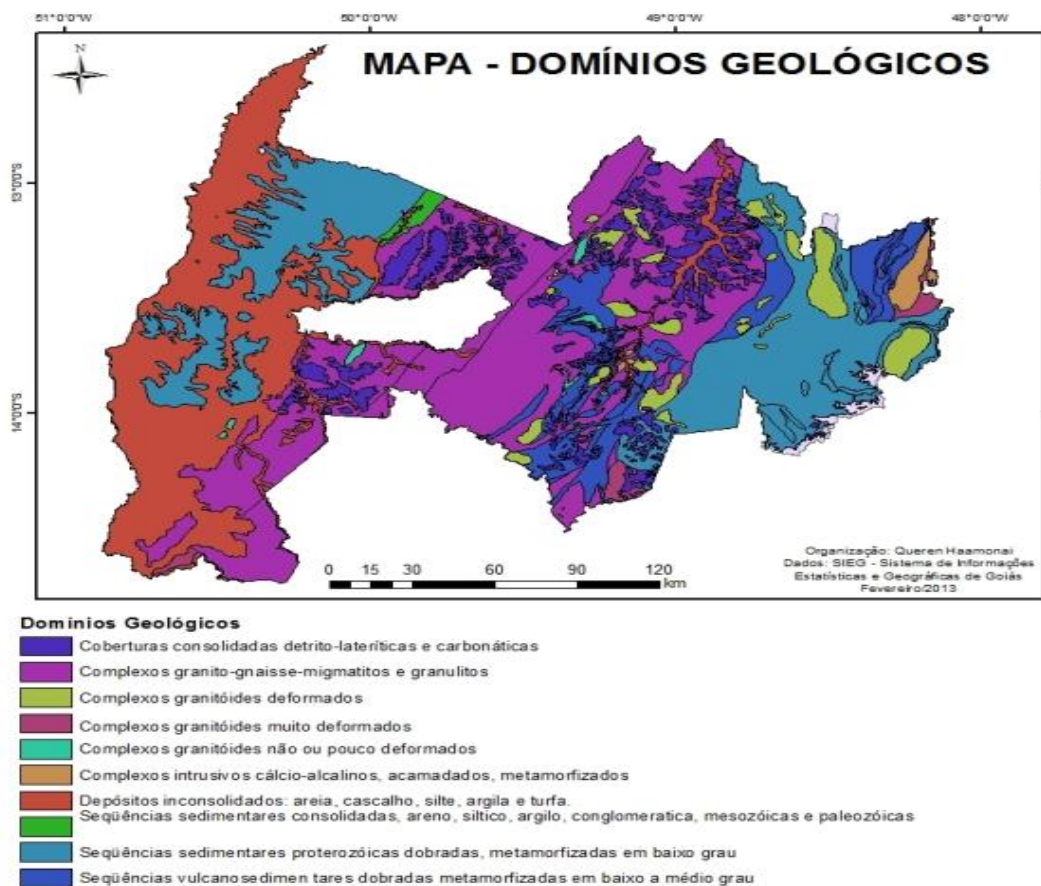 51°0'0"W 50°0'0"W 49°0'0"W 48°0'0"W
N
MAPA - DOMÍNIOS GEOLÓGICOS
13°0'0"S
14°0'0"S
0 15 30 60 90 120
km
Organização: Queren Haamonai
Dados: SIEG - Sistema de Informações
Estatísticas e Geográficas de Goiás
Fevereiro/2013
Domínios Geológicos
Coberturas consolidadas detrito-lateríticas e carbonáticas
Complexos granito-gnaisse-migmatitos e granulitos
Complexos granitóides deformados
Complexos granitóides muito deformados
Complexos granitóides não ou pouco deformados
Complexos intrusivos cálcio-alcalinos, acamadados, metamorfizados
Depósitos inconsolidados: areia, cascalho, silte, argila e turfa.
Seqüências sedimentares consolidadas, areno, siltico, argilo, conglomeratica, mesozóicas e paleozóicas
Seqüências sedimentares proterozóicas dobradas, metamorfizadas em baixo grau
Seqüências vulcanosedimen tares dobradas metamorfizadas em baixo a médio grau